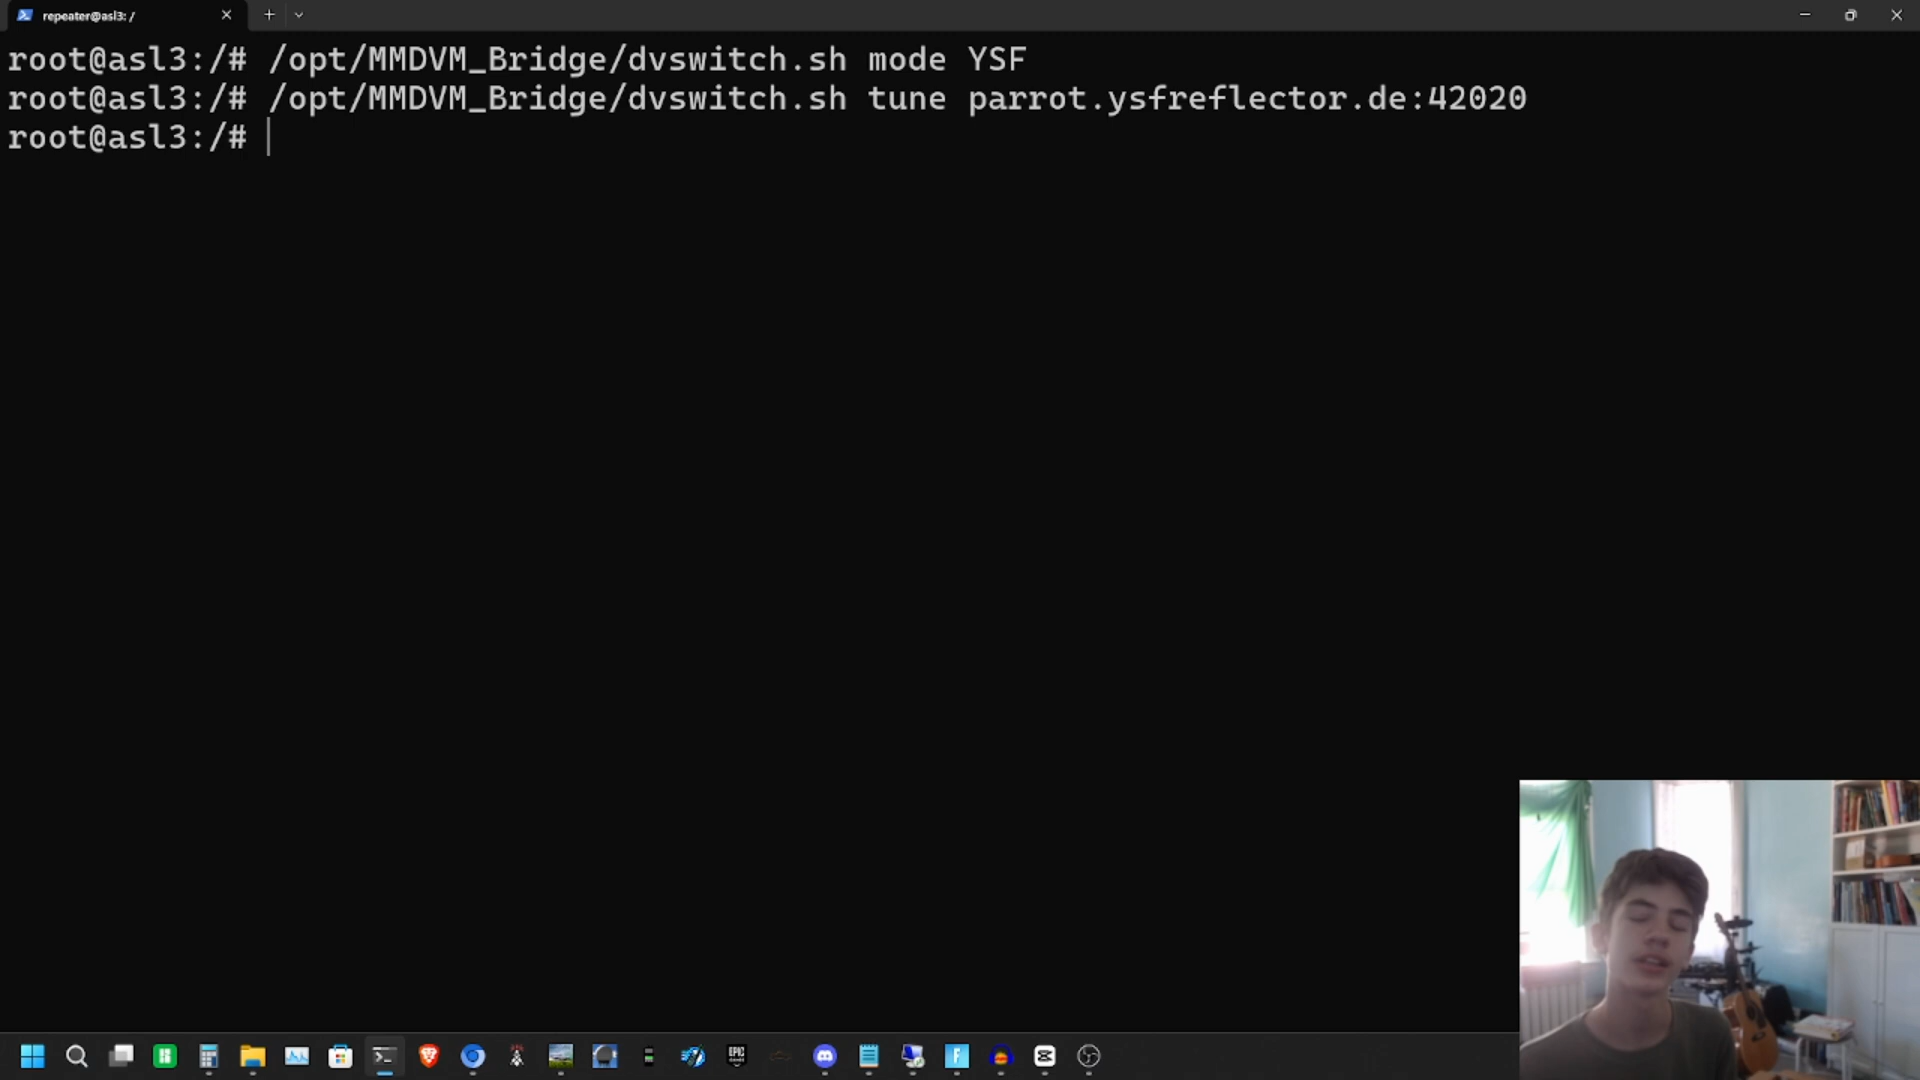 repeater@asl3: /
root@asl3:/# /opt/MMDVM_Bridge/dvswitch.sh mode YSF
root@asl3:/# /opt/MMDVM_Bridge/dvswitch.sh tune parrot.ysfreflector.de:42020
root@asl3:/#
EPIC